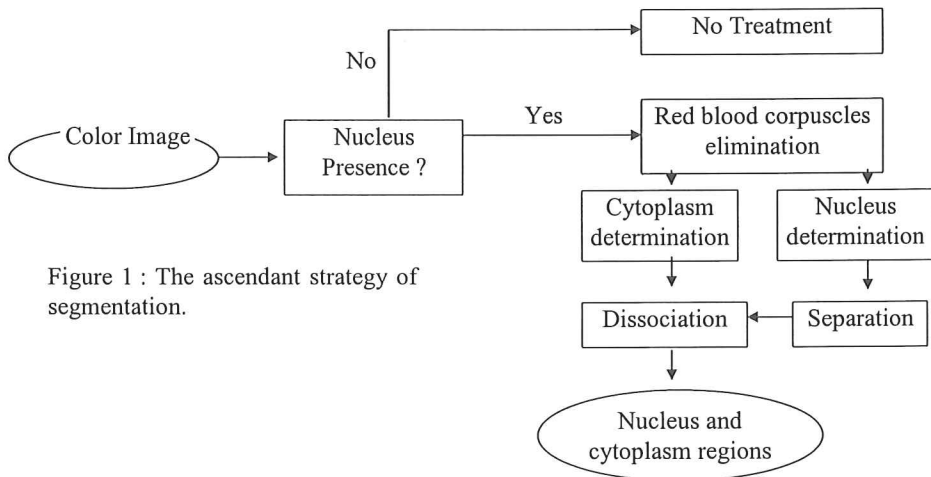 No Treatment
No
Yes
Color Image
Nucleus
Presence ?
Red blood corpuscles
elimination
Cytoplasm
determination
Nucleus
determination
Figure 1 : The ascendant strategy of
segmentation.
Dissociation
Separation
Nucleus and
cytoplasm regions